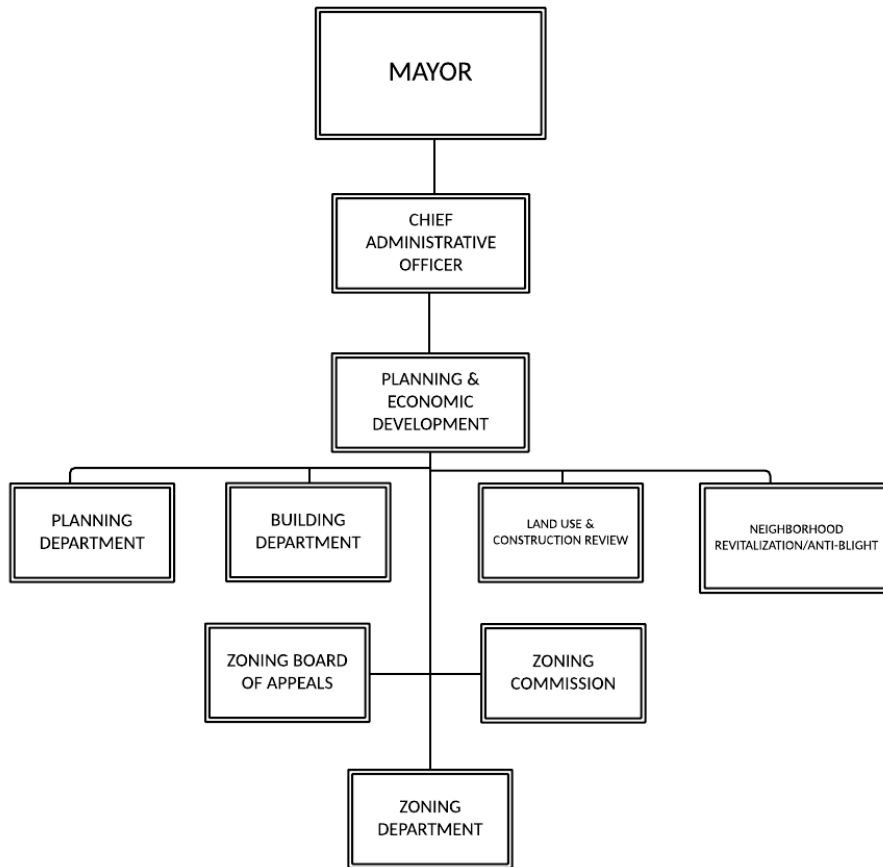 MAYOR
CHIEF
ADMINISTRATIVE
OFFICER
PLANNING &
ECONOMIC
DEVELOPMENT
PLANNING
DEPARTMENT
BUILDING
DEPARTMENT
LAND USE &
CONSTRUCTION REVIEW
NEIGHBORHOOD
REVITALIZATION/ANTI-BLIGHT
ZONING BOARD
OF APPEALS
ZONING
COMMISSION
ZONING
DEPARTMENT